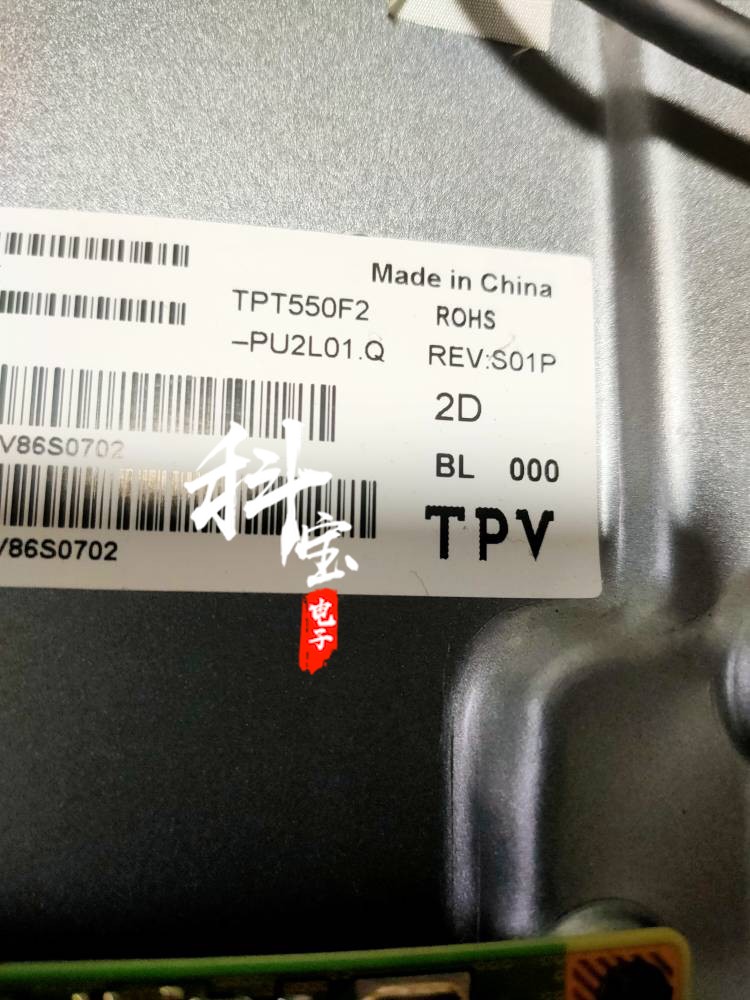 Made in China
TPT550F2 ROHS
-PU2L01.Q REV:S01P
2D
V86S0702
BL 000
TPV
V86S0702
科宝
电子